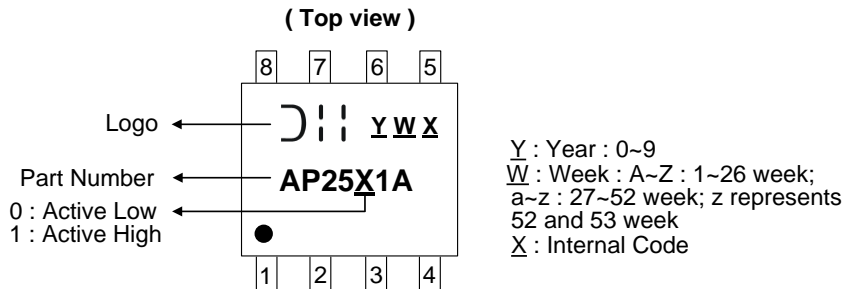 ( Top view )
8 7 6 5
Logo
Y W X
Part Number
AP25X1A
0 : Active Low
1 : Active High
1 2 3 4
Y : Year : 0~9
W : Week : A~Z : 1~26 week;
a~z : 27~52 week; z represents
52 and 53 week
X : Internal Code